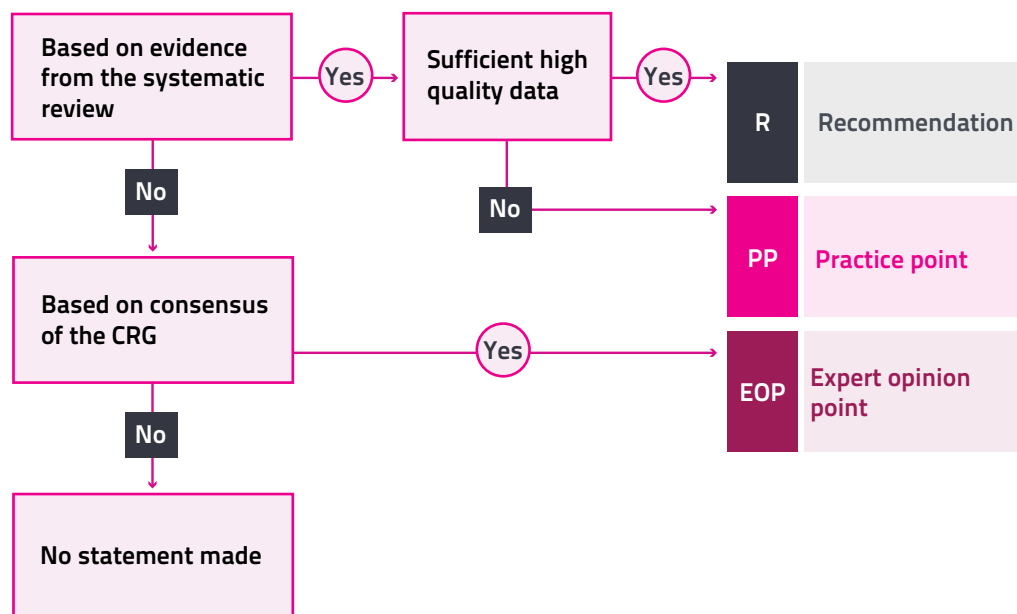 Based on evidence
from the systematic
review
Yes
Sufficient high
quality data
Yes
R
Recommendation
No
No
PP
Practice point
Based on consensus
of the CRG
Yes
EOP
Expert opinion
point
No
No statement made